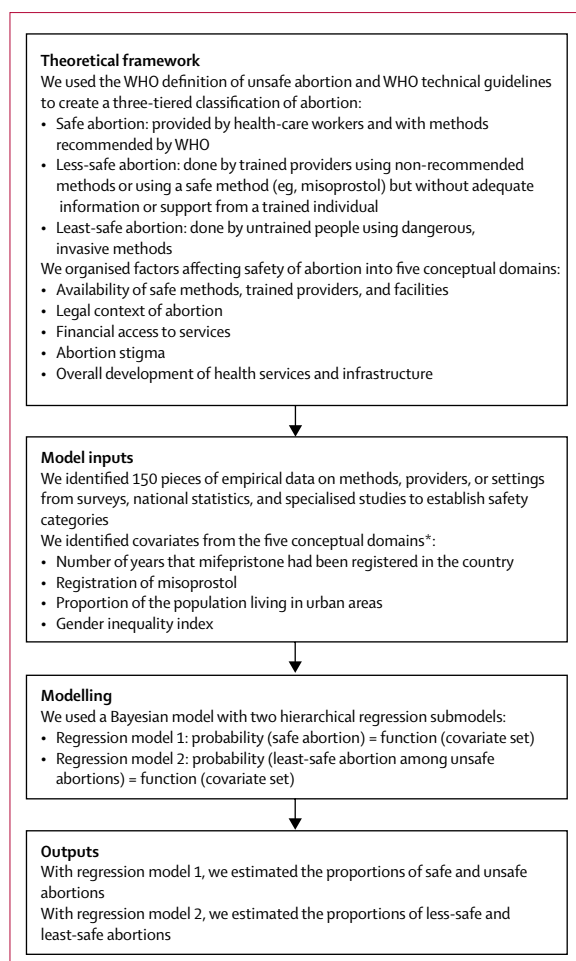 Theoretical framework
We used the WHO definition of unsafe abortion and WHO technical guidelines
to create a three-tiered classification of abortion:
• Safe abortion: provided by health-care workers and with methods
recommended by WHO
• Less-safe abortion: done by trained providers using non-recommended
methods or using a safe method (eg, misoprostol) but without adequate
information or support from a trained individual
• Least-safe abortion: done by untrained people using dangerous,
invasive methods
We organised factors affecting safety of abortion into five conceptual domains:
• Availability of safe methods, trained providers, and facilities
• Legal context of abortion
• Financial access to services
• Abortion stigma
• Overall development of health services and infrastructure
Model inputs
We identified 150 pieces of empirical data on methods, providers, or settings
from surveys, national statistics, and specialised studies to establish safety
categories
We identified covariates from the five conceptual domains*:
• Number of years that mifepristone had been registered in the country
• Registration of misoprostol
• Proportion of the population living in urban areas
• Gender inequality index
Modelling
We used a Bayesian model with two hierarchical regression submodels:
• Regression model 1: probability (safe abortion) = function (covariate set)
• Regression model 2: probability (least-safe abortion among unsafe
abortions) = function (covariate set)
Outputs
With regression model 1, we estimated the proportions of safe and unsafe
abortions
With regression model 2, we estimated the proportions of less-safe and
least-safe abortions